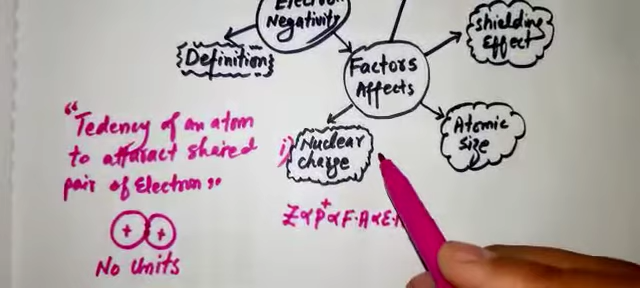 Electron
Negativity
Definition
Factors
Affects
Shielding
Effect
Atomic
Size
i) Nuclear
charge
"Tedency of an atom
to attaract shared
pair of Electron"
+ +
No Units
Z∝P⁺∝F.A∝E.